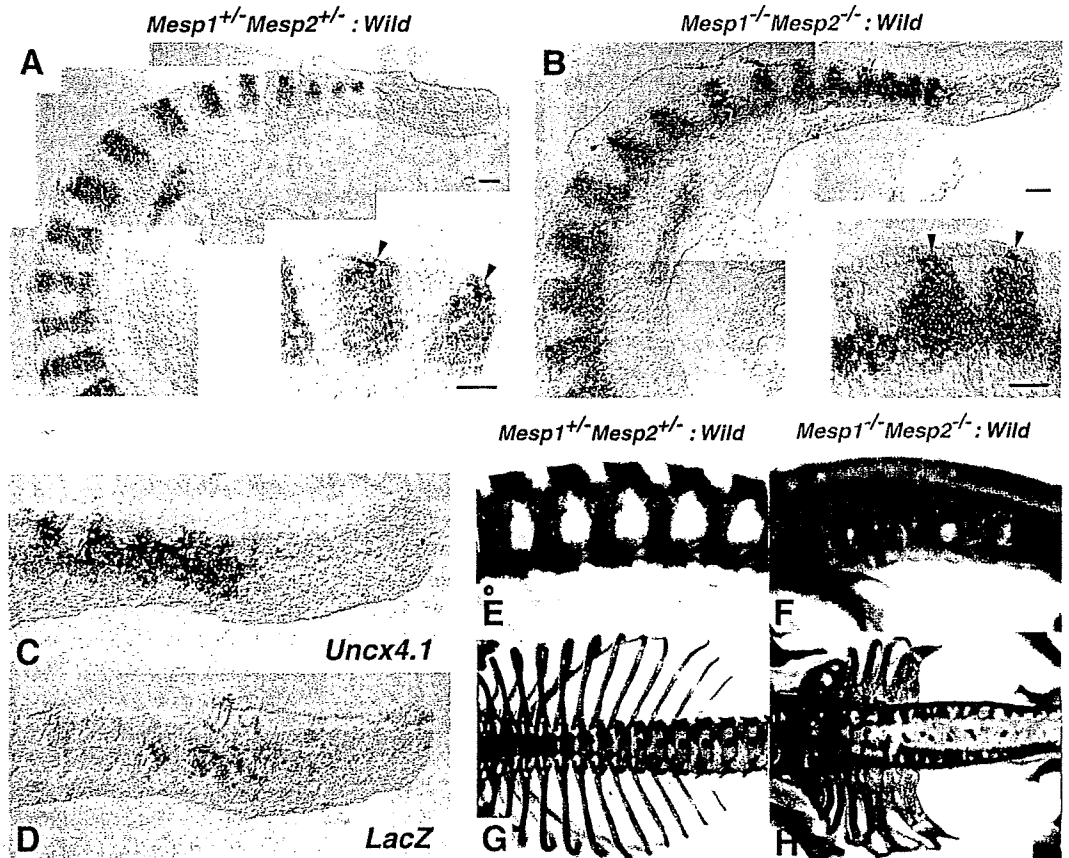 Mesp1+/-Mesp2+/- : Wild
Mesp1-/-Mesp2-/- : Wild
A
B
C
Uncx4.1
D
LacZ
Mesp1+/-Mesp2+/- : Wild
Mesp1-/-Mesp2-/- : Wild
E
F
G
H